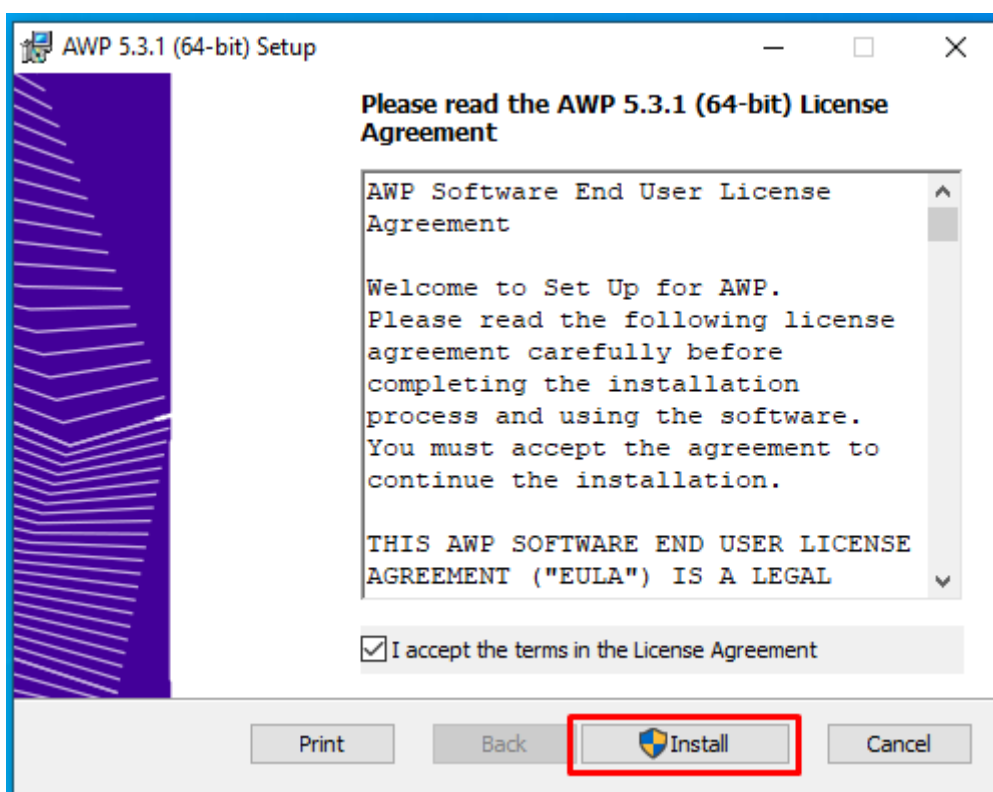 AWP 5.3.1 (64-bit) Setup
Please read the AWP 5.3.1 (64-bit) License
Agreement
AWP Software End User License
Agreement
Welcome to Set Up for AWP.
Please read the following license
agreement carefully before
completing the installation
process and using the software.
You must accept the agreement to
continue the installation.
THIS AWP SOFTWARE END USER LICENSE
AGREEMENT ("EULA") IS A LEGAL
I accept the terms in the License Agreement
Print Back Install Cancel